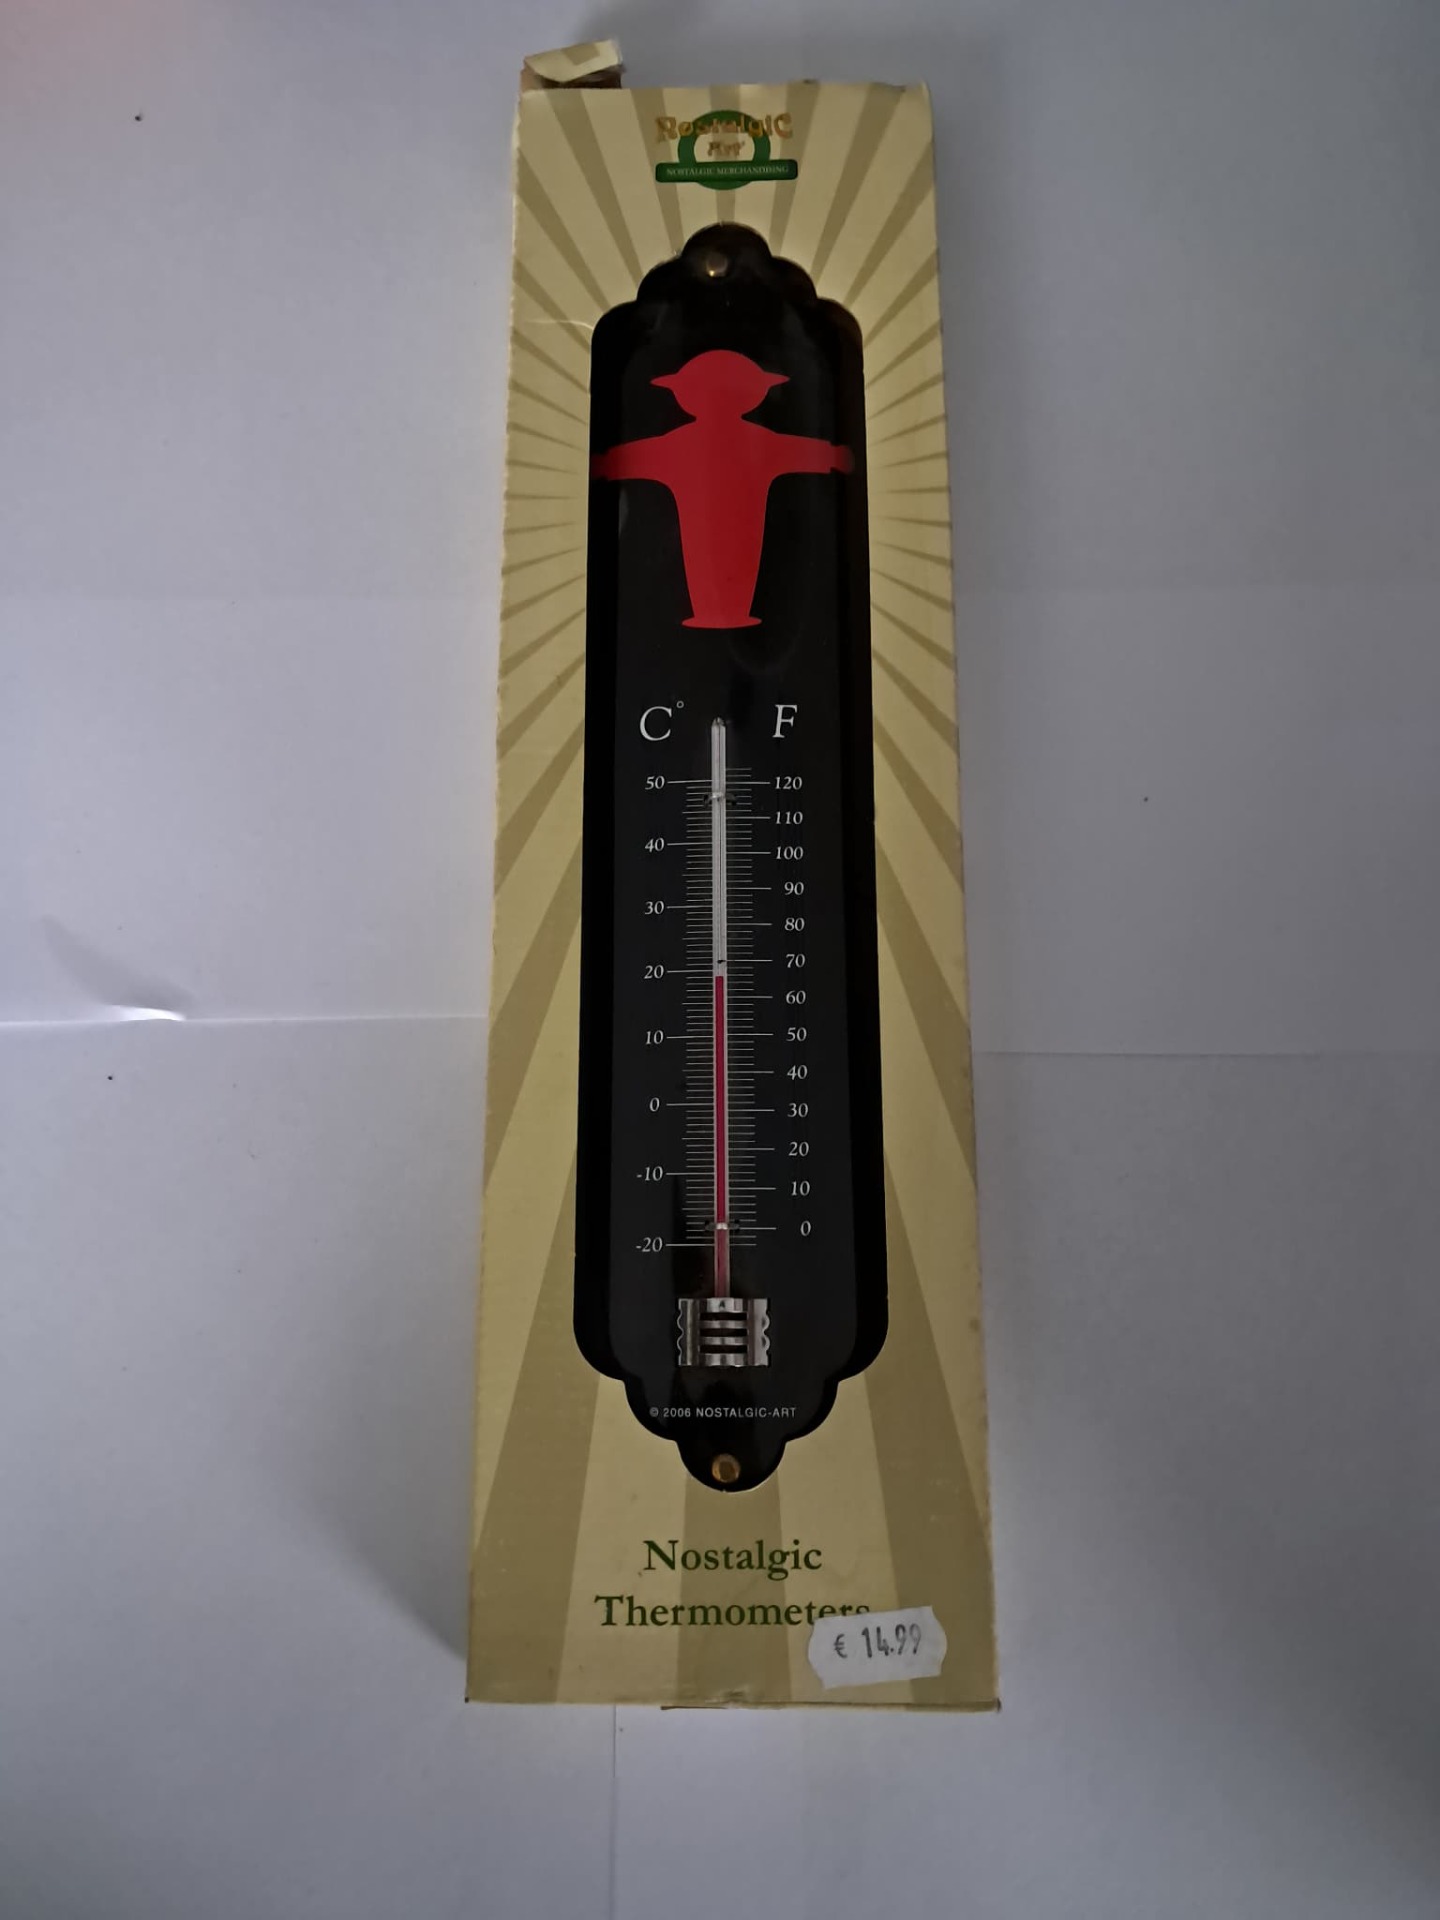 Nostalgic
Art
NOSTALGIC MERCHANDISING
C° F
50 120
110
40 100
90
30 80
20 70
60
10 50
40
0 30
20
-10 10
0
-20
© 2006 NOSTALGIC-ART
Nostalgic
Thermometers
€ 14.99